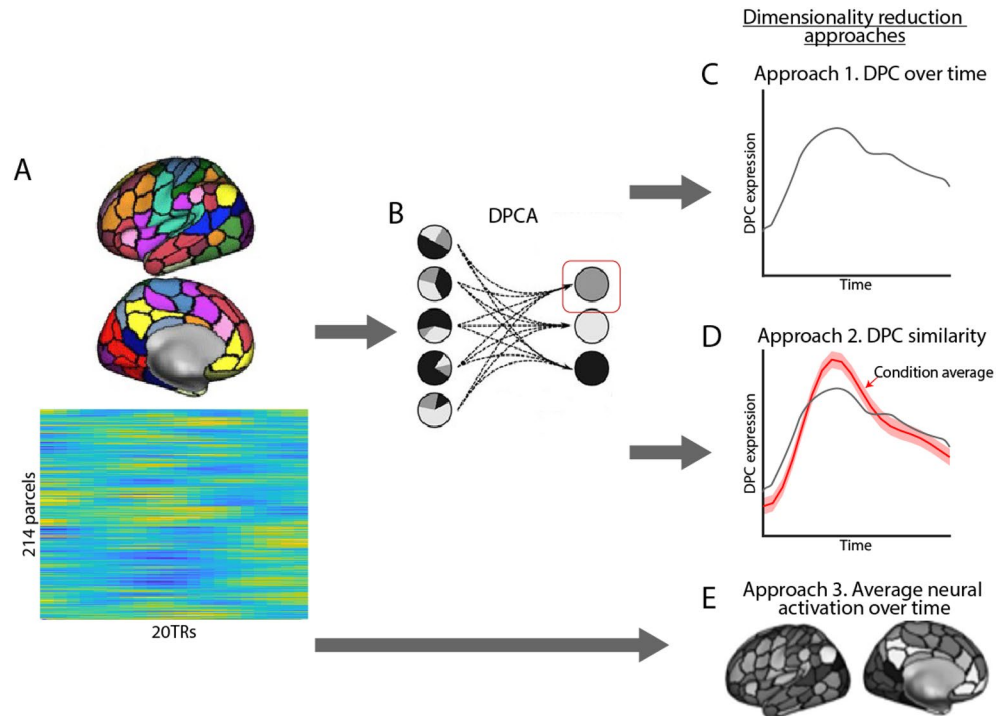 Dimensionality reduction
approaches
C
Approach 1. DPC over time
DPC expression
Time
A
214 parcels
20TRs
B
DPCA
D
Approach 2. DPC similarity
Condition average
DPC expression
Time
E
Approach 3. Average neural
activation over time